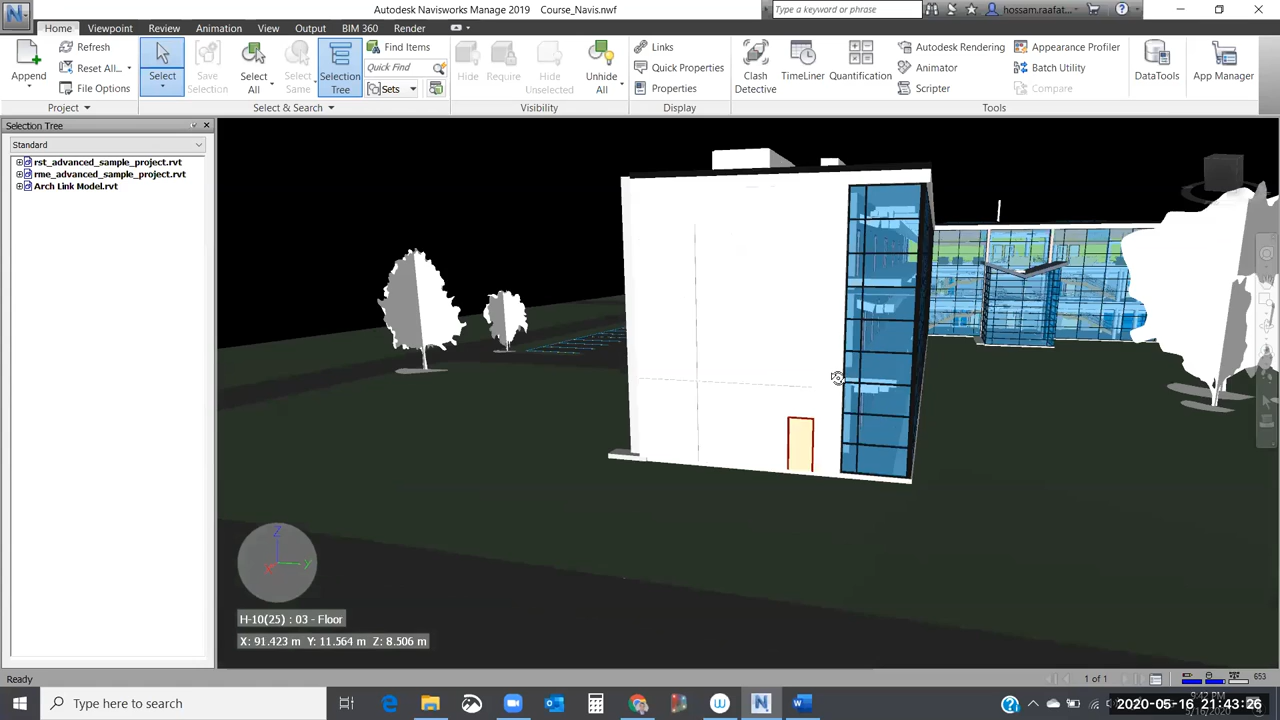 Autodesk Navisworks Manage 2019 Course_Navis.nwf
Type a keyword or phrase
hossam.raafat...
Home Viewpoint Review Animation View Output BIM 360 Render
Append
Refresh
Reset All...
File Options
Project
Select
Save Selection
Select All
Select Same
Selection Tree
Find Items
Quick Find
Sets
Select & Search
Hide
Require
Hide Unselected
Unhide All
Visibility
Links
Quick Properties
Properties
Display
Clash Detective
TimeLiner
Quantification
Autodesk Rendering
Animator
Scripter
Appearance Profiler
Batch Utility
Compare
Tools
DataTools
App Manager
Selection Tree
Standard
rst_advanced_sample_project.rvt
rme_advanced_sample_project.rvt
Arch Link Model.rvt
Z
Y
X
H-10(25) : 03 - Floor
X: 91.423 m Y: 11.564 m Z: 8.506 m
Ready
1 of 1
653
Type here to search
9:42 PM
2020-05-16 21:43:26